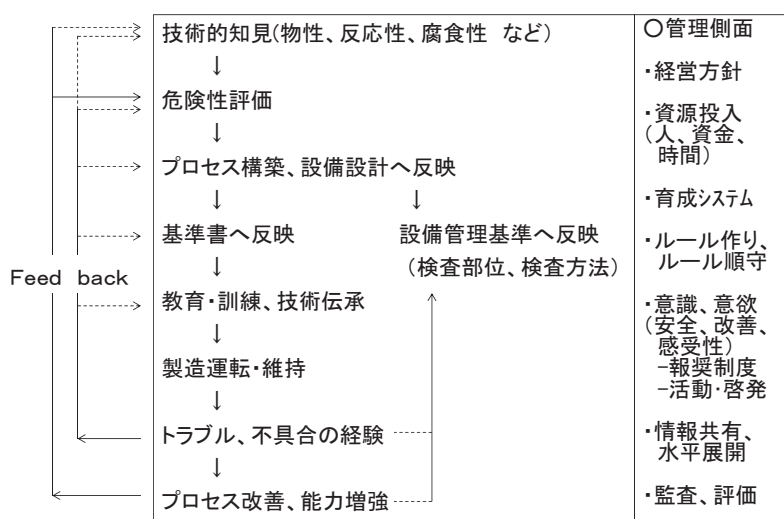 技術的知見(物性、反応性、腐食性 など)
↓
危険性評価
↓
プロセス構築、設備設計へ反映
↓ ↓
基準書へ反映 設備管理基準へ反映
↓ (検査部位、検査方法)
Feed back
教育・訓練、技術伝承
↓
製造運転・維持
↓
トラブル、不具合の経験
↓
プロセス改善、能力増強
〇管理側面
・経営方針
・資源投入
(人、資金、
時間)
・育成システム
・ルール作り、
ルール順守
・意識、意欲
(安全、改善、
感受性)
−報奨制度
−活動・啓発
・情報共有、
水平展開
・監査、評価